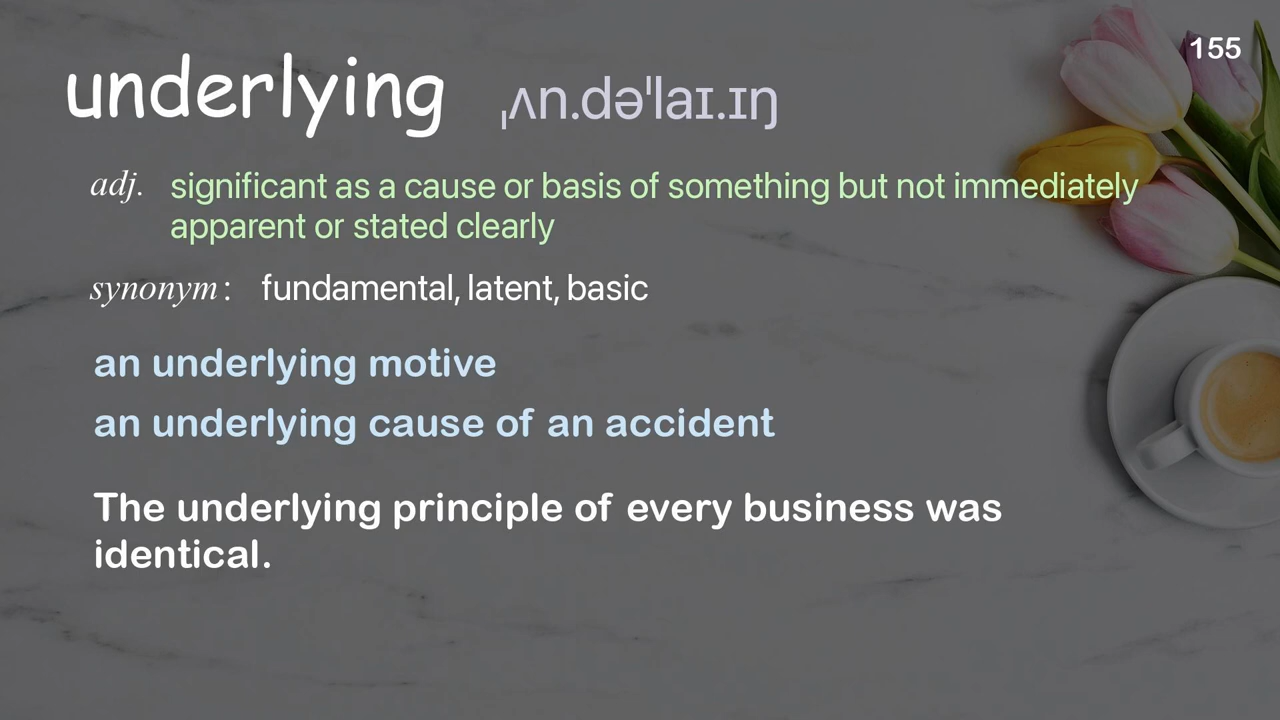 155
underlying ˌʌn.dəˈlaɪ.ɪŋ
adj. significant as a cause or basis of something but not immediately
apparent or stated clearly
synonym : fundamental, latent, basic
an underlying motive
an underlying cause of an accident
The underlying principle of every business was
identical.